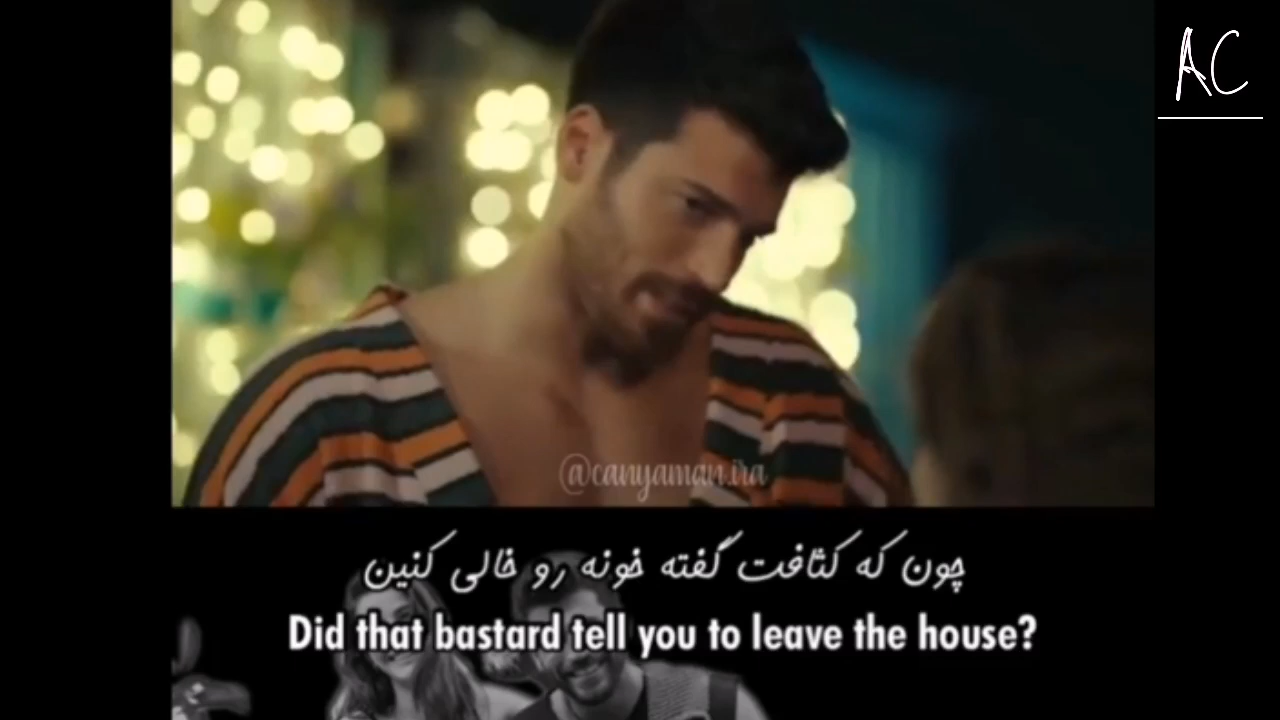 AC
@canyaman.ira
چون که کثافت گفته خونه رو خالی کنین
Did that bastard tell you to leave the house?